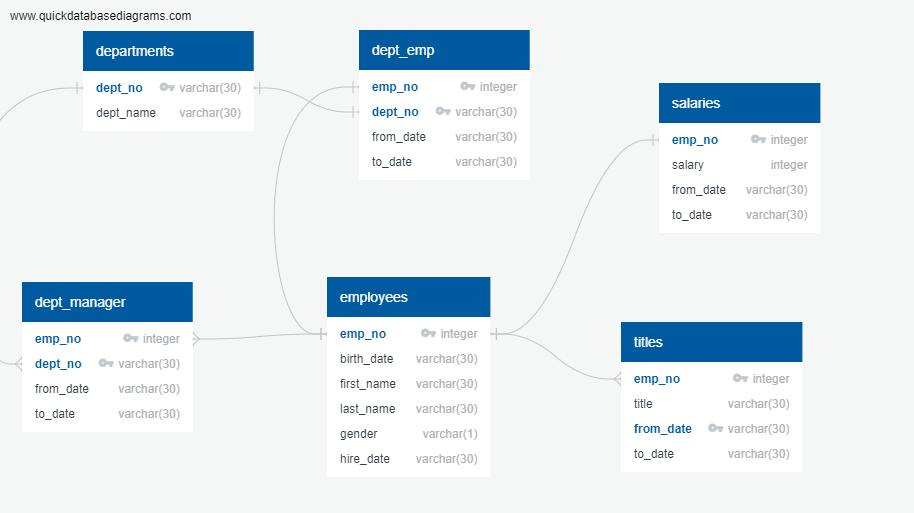 www.quickdatabasediagrams.com
departments
dept_no varchar(30)
dept_name varchar(30)
dept_emp
emp_no integer
dept_no varchar(30)
from_date varchar(30)
to_date varchar(30)
salaries
emp_no integer
salary integer
from_date varchar(30)
to_date varchar(30)
dept_manager
emp_no integer
dept_no varchar(30)
from_date varchar(30)
to_date varchar(30)
employees
emp_no integer
birth_date varchar(30)
first_name varchar(30)
last_name varchar(30)
gender varchar(1)
hire_date varchar(30)
titles
emp_no integer
title varchar(30)
from_date varchar(30)
to_date varchar(30)